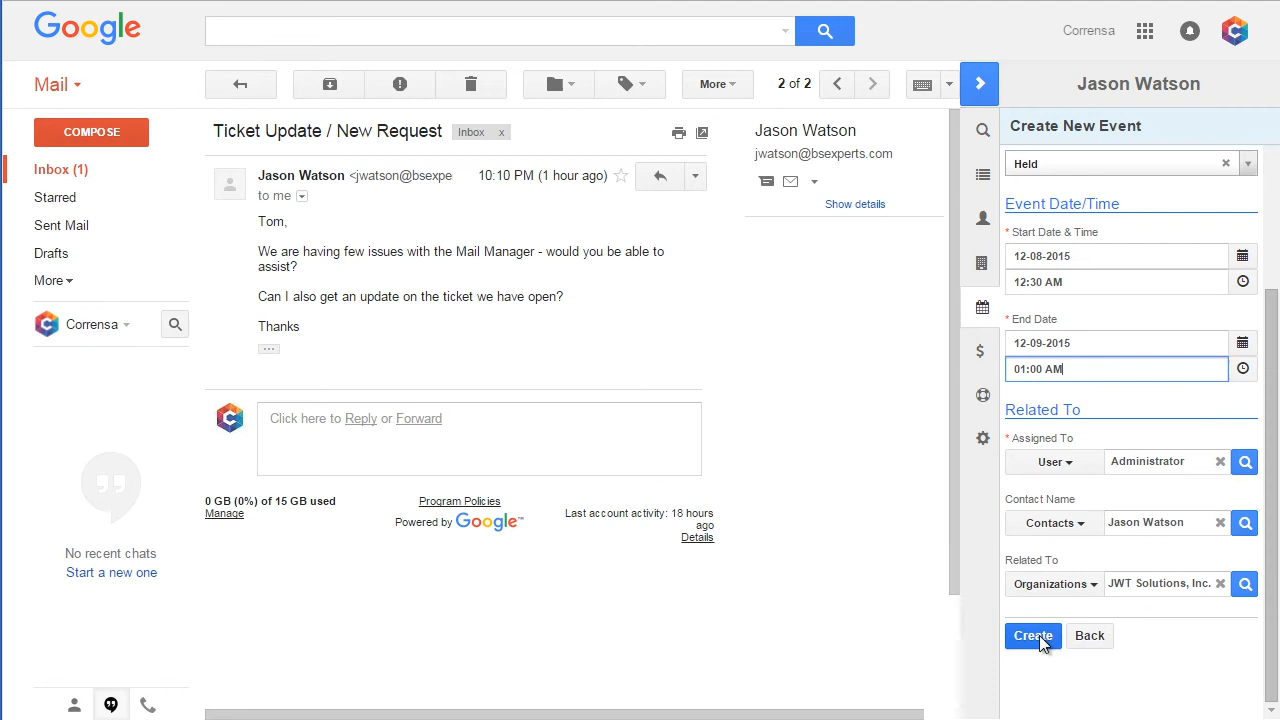 Google
Corrensa
Mail
More
2 of 2
Jason Watson
COMPOSE
Inbox (1)
Starred
Sent Mail
Drafts
More
Corrensa
No recent chats
Start a new one
Ticket Update / New Request
Inbox x
Jason Watson <jwatson@bsexpe
10:10 PM (1 hour ago)
to me
Tom,
We are having few issues with the Mail Manager - would you be able to
assist?
Can I also get an update on the ticket we have open?
Thanks
Click here to Reply or Forward
0 GB (0%) of 15 GB used
Manage
Program Policies
Powered by Google™
Last account activity: 18 hours
ago
Details
Jason Watson
jwatson@bsexperts.com
Show details
Create New Event
Held
Event Date/Time
* Start Date & Time
12-08-2015
12:30 AM
* End Date
12-09-2015
01:00 AM
Related To
* Assigned To
User
Administrator
Contact Name
Contacts
Jason Watson
Related To
Organizations
JWT Solutions, Inc.
Create
Back